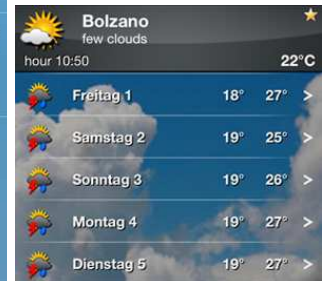 Bolzano
few clouds
hour 10:50 22°C
Freitag 1 18° 27° >
Samstag 2 19° 25° >
Sonntag 3 19° 26° >
Montag 4 19° 27° >
Dienstag 5 19° 27° >